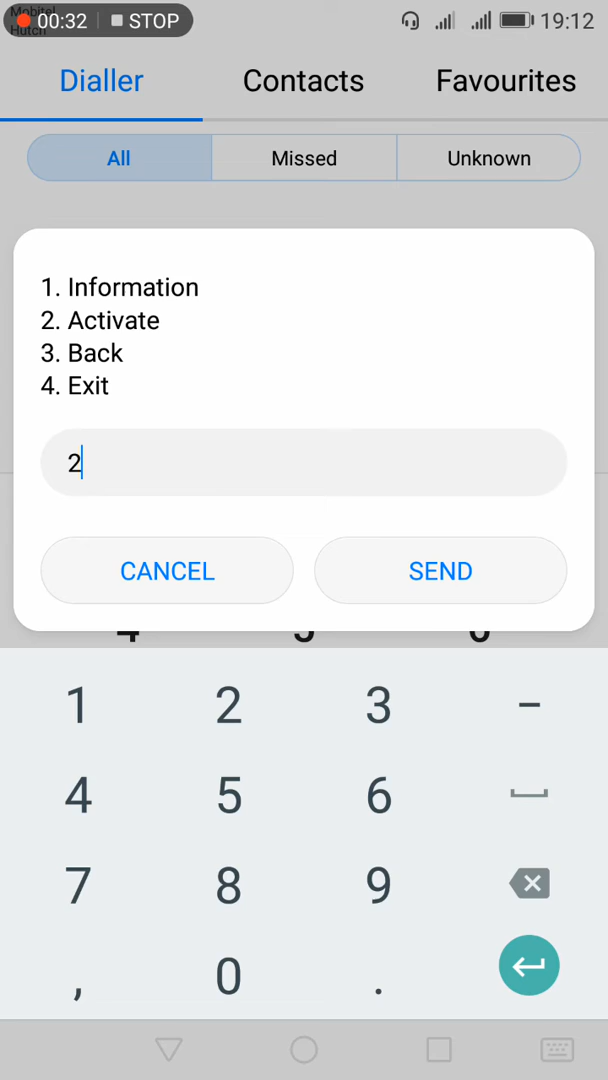 Mobitel
Hutch
00:32 STOP 19:12
Dialler Contacts Favourites
All Missed Unknown
1. Information
2. Activate
3. Back
4. Exit
2
CANCEL SEND
1 2 3 -
4 5 6
7 8 9
, 0 .